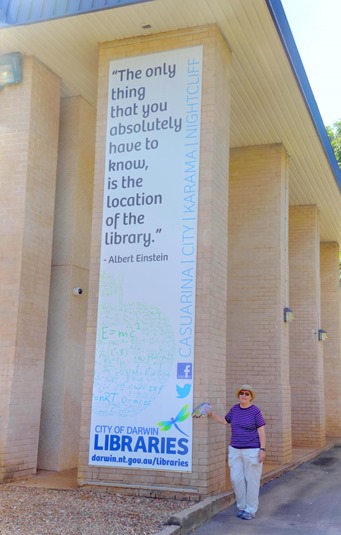 "The only
thing
that you
absolutely
have to
know,
is the
location
of the
library."
- Albert Einstein
CASUARINA | CITY | KARAMA | NIGHTCLIFF
E=mc²
f
CITY OF DARWIN
LIBRARIES
darwin.nt.gov.au/libraries